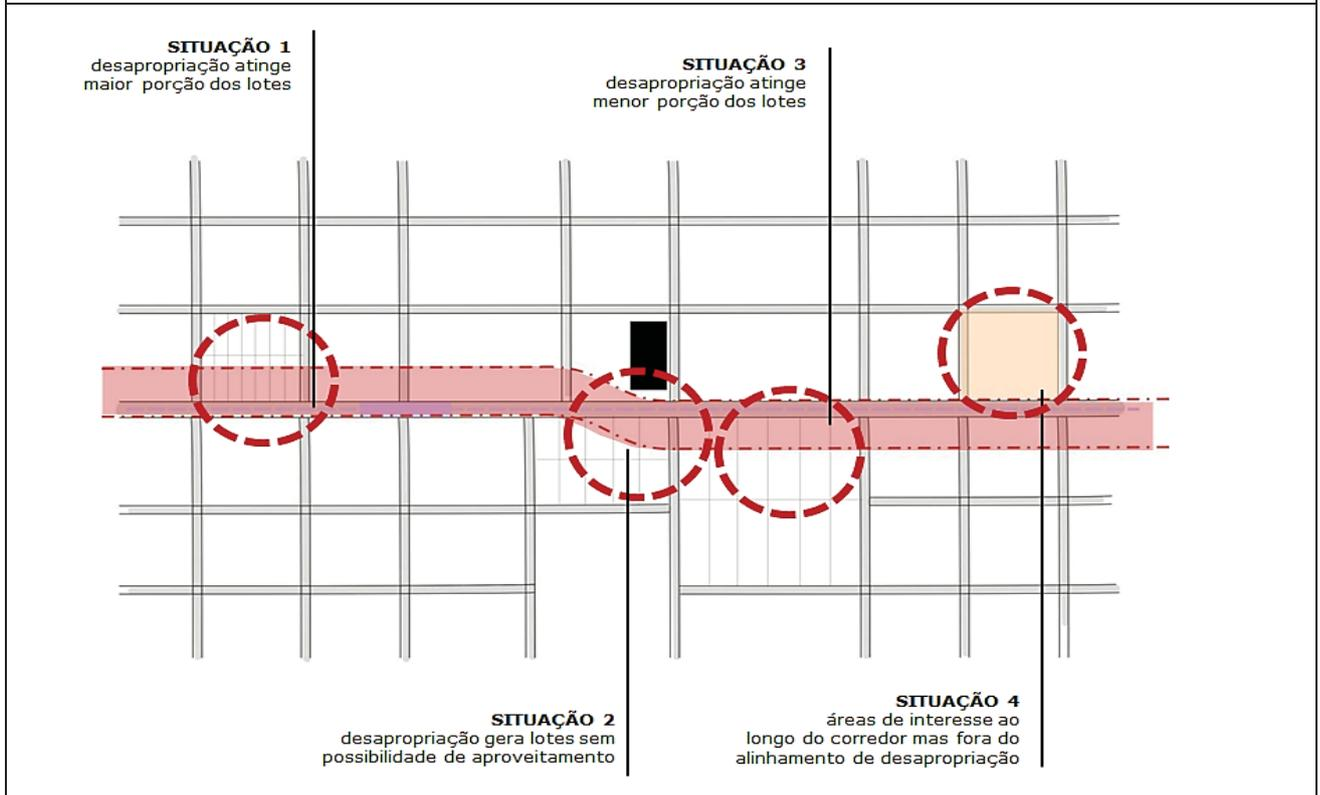 SITUAÇÃO 1
desapropriação atinge
maior porção dos lotes
SITUAÇÃO 3
desapropriação atinge
menor porção dos lotes
SITUAÇÃO 2
desapropriação gera lotes sem
possibilidade de aproveitamento
SITUAÇÃO 4
áreas de interesse ao
longo do corredor mas fora do
alinhamento de desapropriação